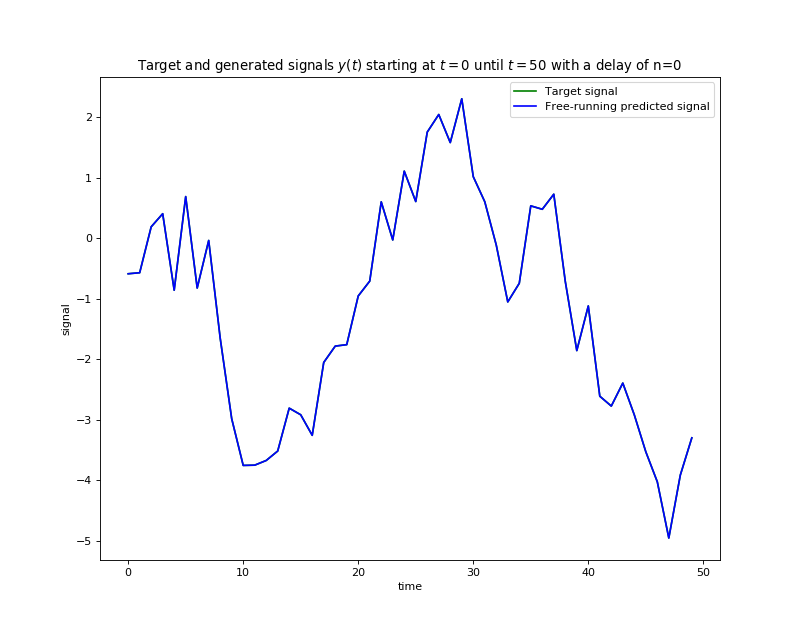 Target and generated signals y(t) starting at t = 0 until t = 50 with a delay of n=0
Target signal
Free-running predicted signal
signal
2
1
0
−1
−2
−3
−4
−5
0 10 20 30 40 50
time